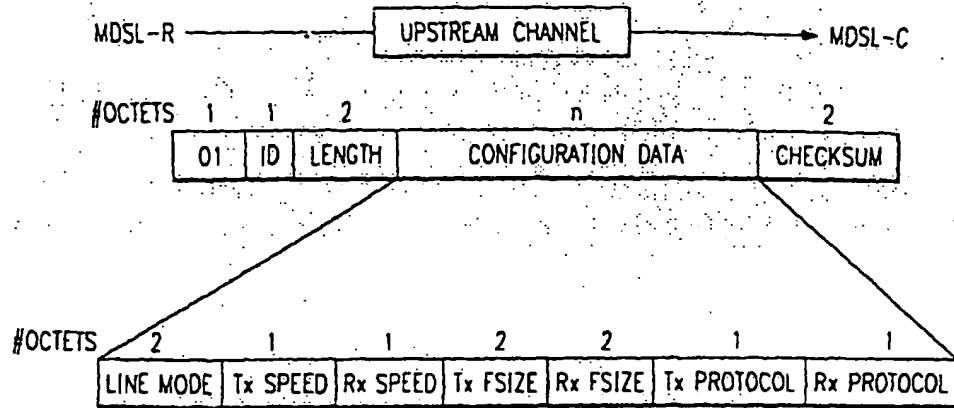 MDSL-R UPSTREAM CHANNEL MDSL-C
#OCTETS 1 1 2 n 2
01 ID LENGTH CONFIGURATION DATA CHECKSUM
#OCTETS 2 1 1 2 2 1 1
LINE MODE Tx SPEED Rx SPEED Tx FSIZE Rx FSIZE Tx PROTOCOL Rx PROTOCOL